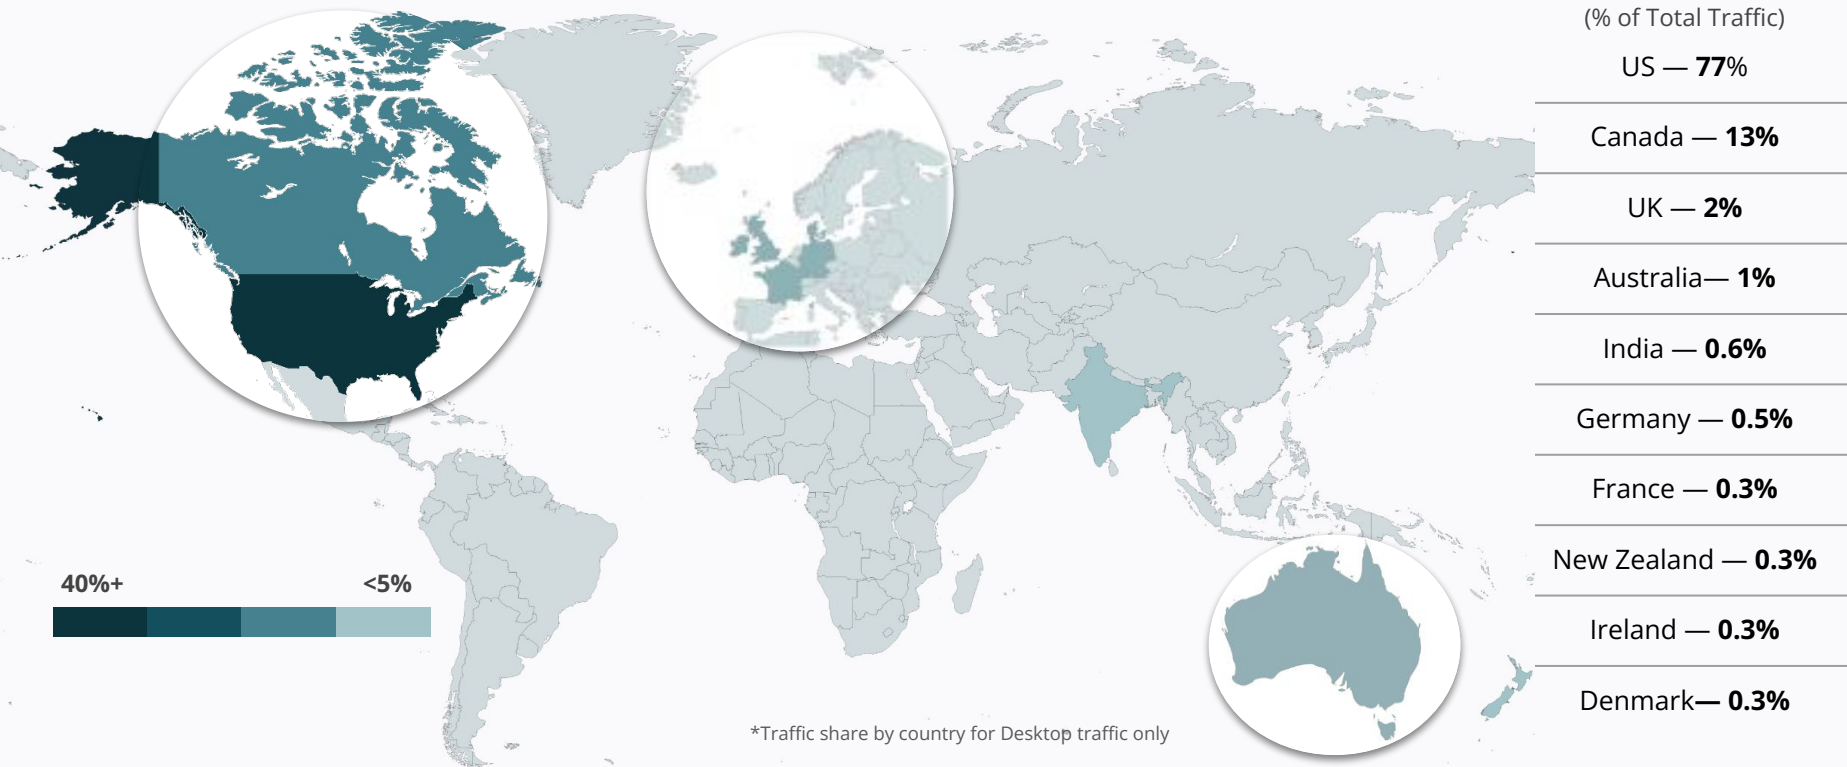 (% of Total Traffic)
US — 77%
Canada — 13%
UK — 2%
Australia— 1%
India — 0.6%
Germany — 0.5%
France — 0.3%
New Zealand — 0.3%
Ireland — 0.3%
Denmark— 0.3%
40%+ <5%
*Traffic share by country for Desktop traffic only